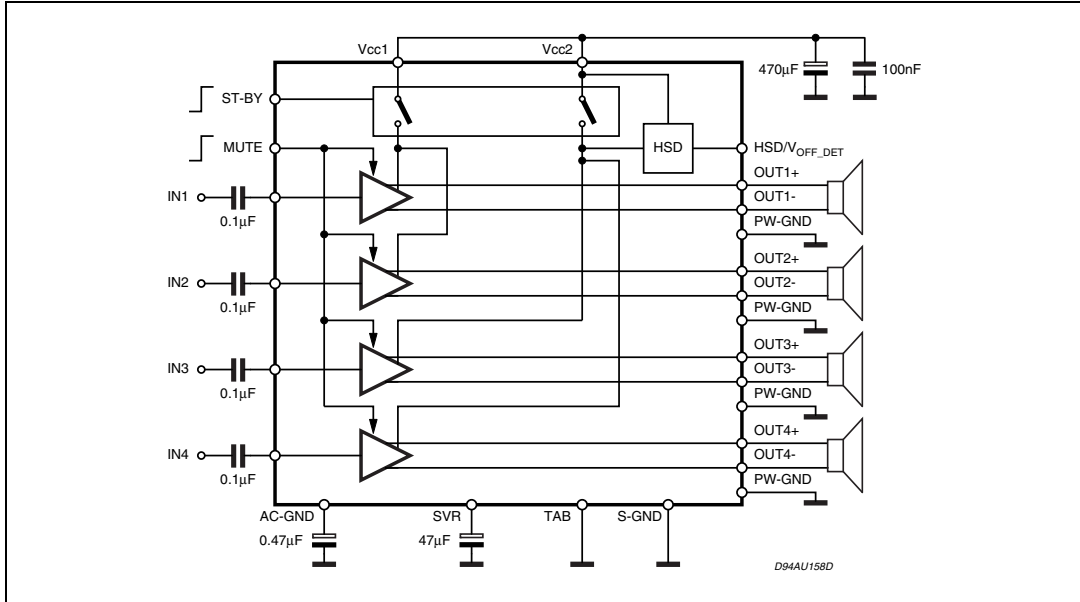 Vcc1 Vcc2
470µF 100nF
ST-BY
MUTE HSD HSD/VOFF_DET
OUT1+
IN1 OUT1-
0.1µF PW-GND
OUT2+
IN2 OUT2-
0.1µF PW-GND
OUT3+
IN3 OUT3-
0.1µF PW-GND
OUT4+
IN4 OUT4-
0.1µF PW-GND
AC-GND SVR TAB S-GND
0.47µF 47µF
D94AU158D